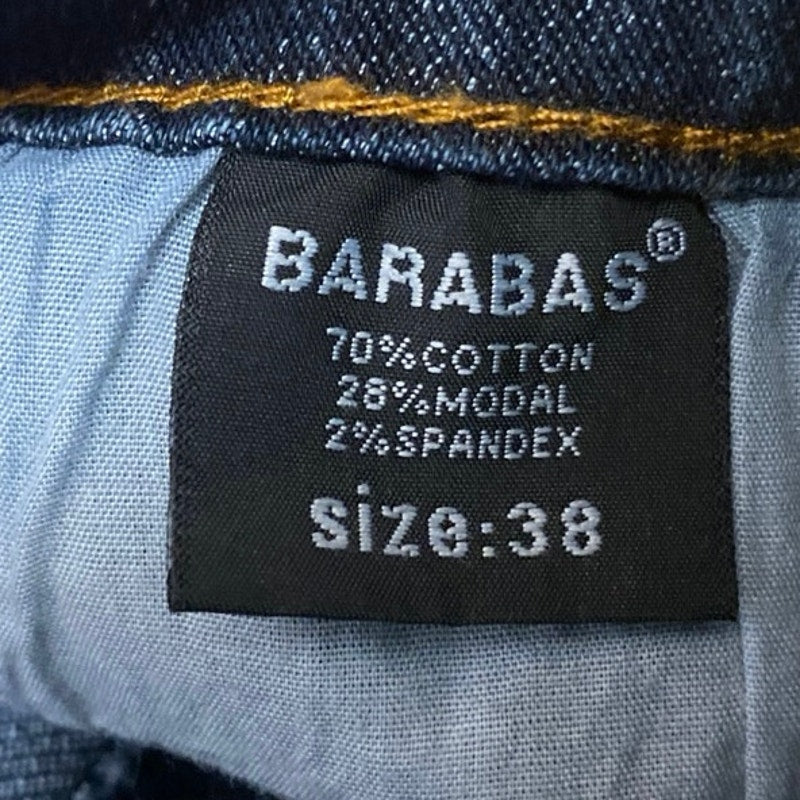 BARABAS®
70%COTTON
28%MODAL
2%SPANDEX
size:38